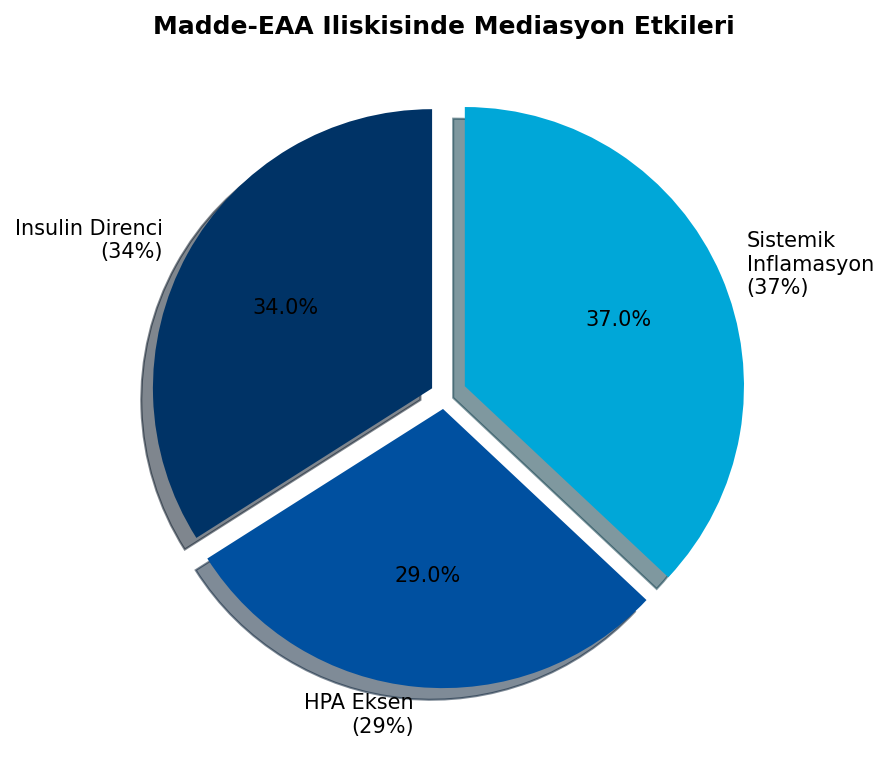 Madde-EAA Iliskisinde Mediasyon Etkileri
Insulin Direnci
(34%)
34.0%
Sistemik
Inflamasyon
(37%)
37.0%
29.0%
HPA Eksen
(29%)